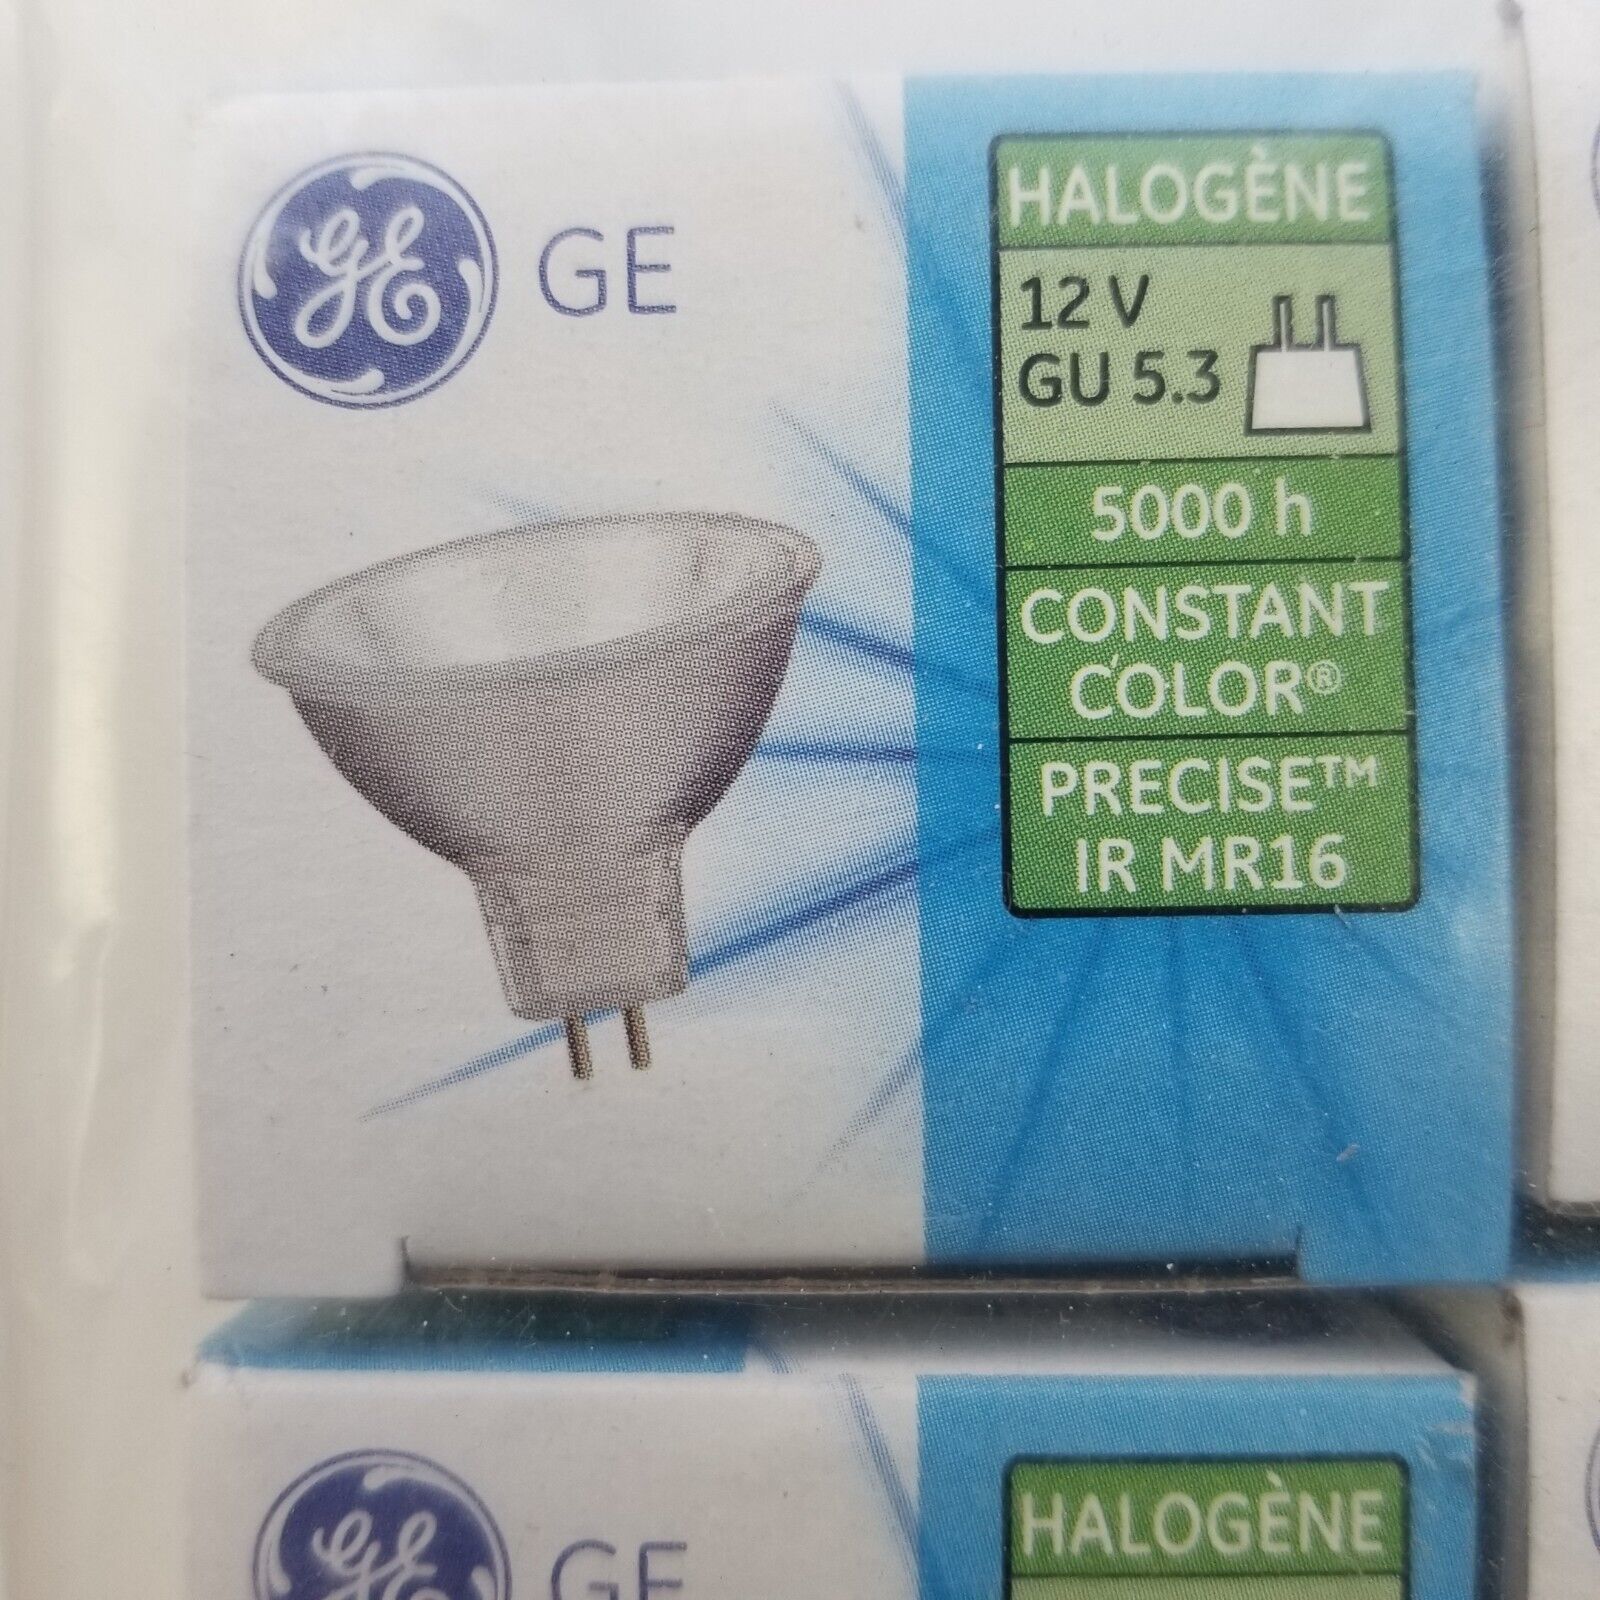 GE GE
HALOGÈNE
12 V
GU 5.3
5000 h
CONSTANT
COLOR®
PRECISE™
IR MR16
GE GE
HALOGÈNE